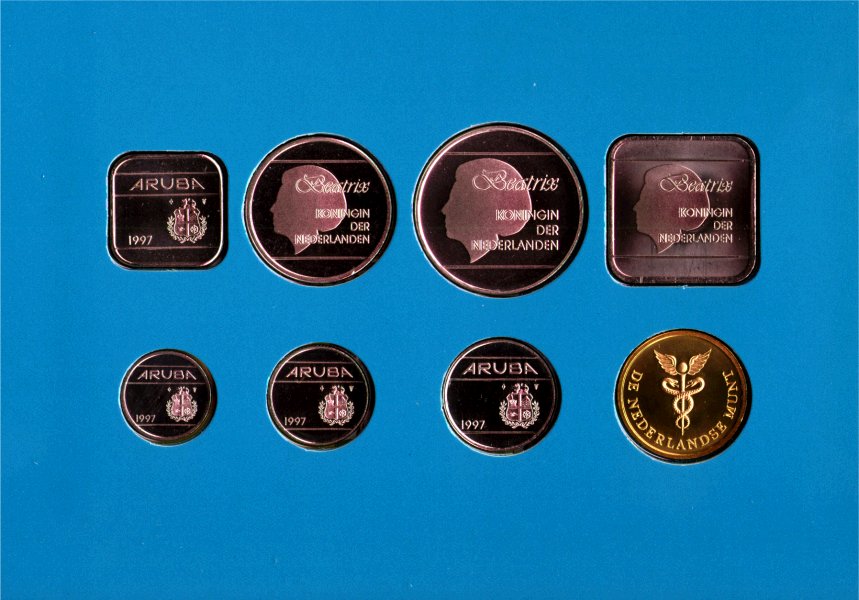 ARUBA
1997
Beatrix
KONINGIN
DER
NEDERLANDEN
Beatrix
KONINGIN
DER
NEDERLANDEN
Beatrix
KONINGIN
DER
NEDERLANDEN
ARUBA
1997
ARUBA
1997
ARUBA
1997
DE NEDERLANDSE MUNT